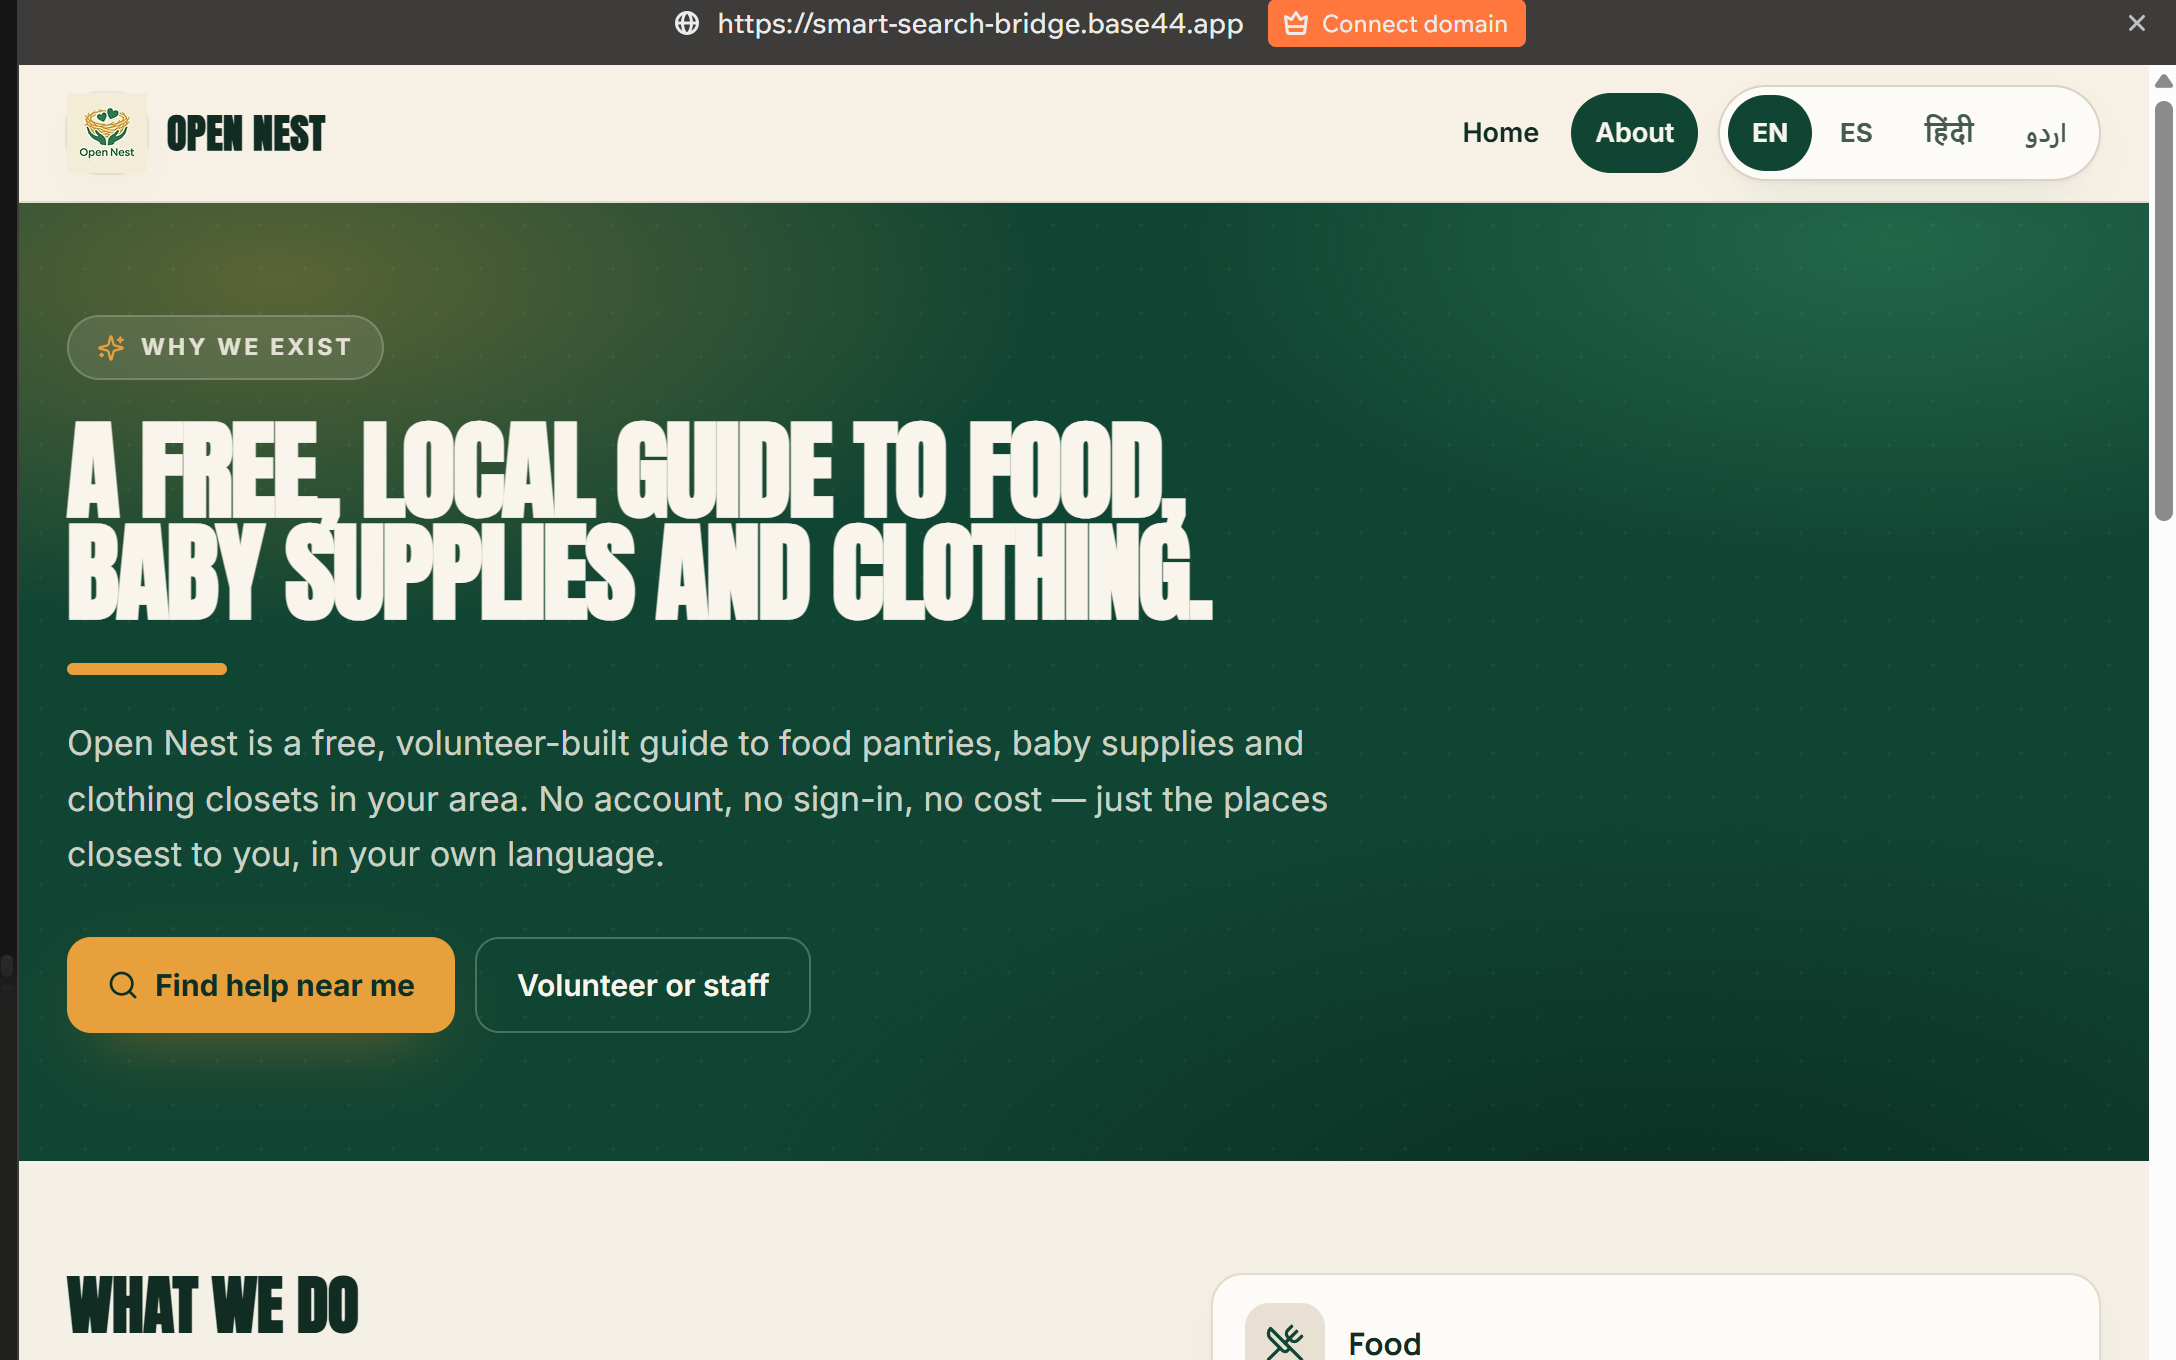 https://smart-search-bridge.base44.app
Connect domain
Open Nest
OPEN NEST
Home
About
EN
ES
हिंदी
اردو
WHY WE EXIST
A FREE, LOCAL GUIDE TO FOOD,
BABY SUPPLIES AND CLOTHING.
Open Nest is a free, volunteer-built guide to food pantries, baby supplies and
clothing closets in your area. No account, no sign-in, no cost — just the places
closest to you, in your own language.
Find help near me
Volunteer or staff
WHAT WE DO
Food